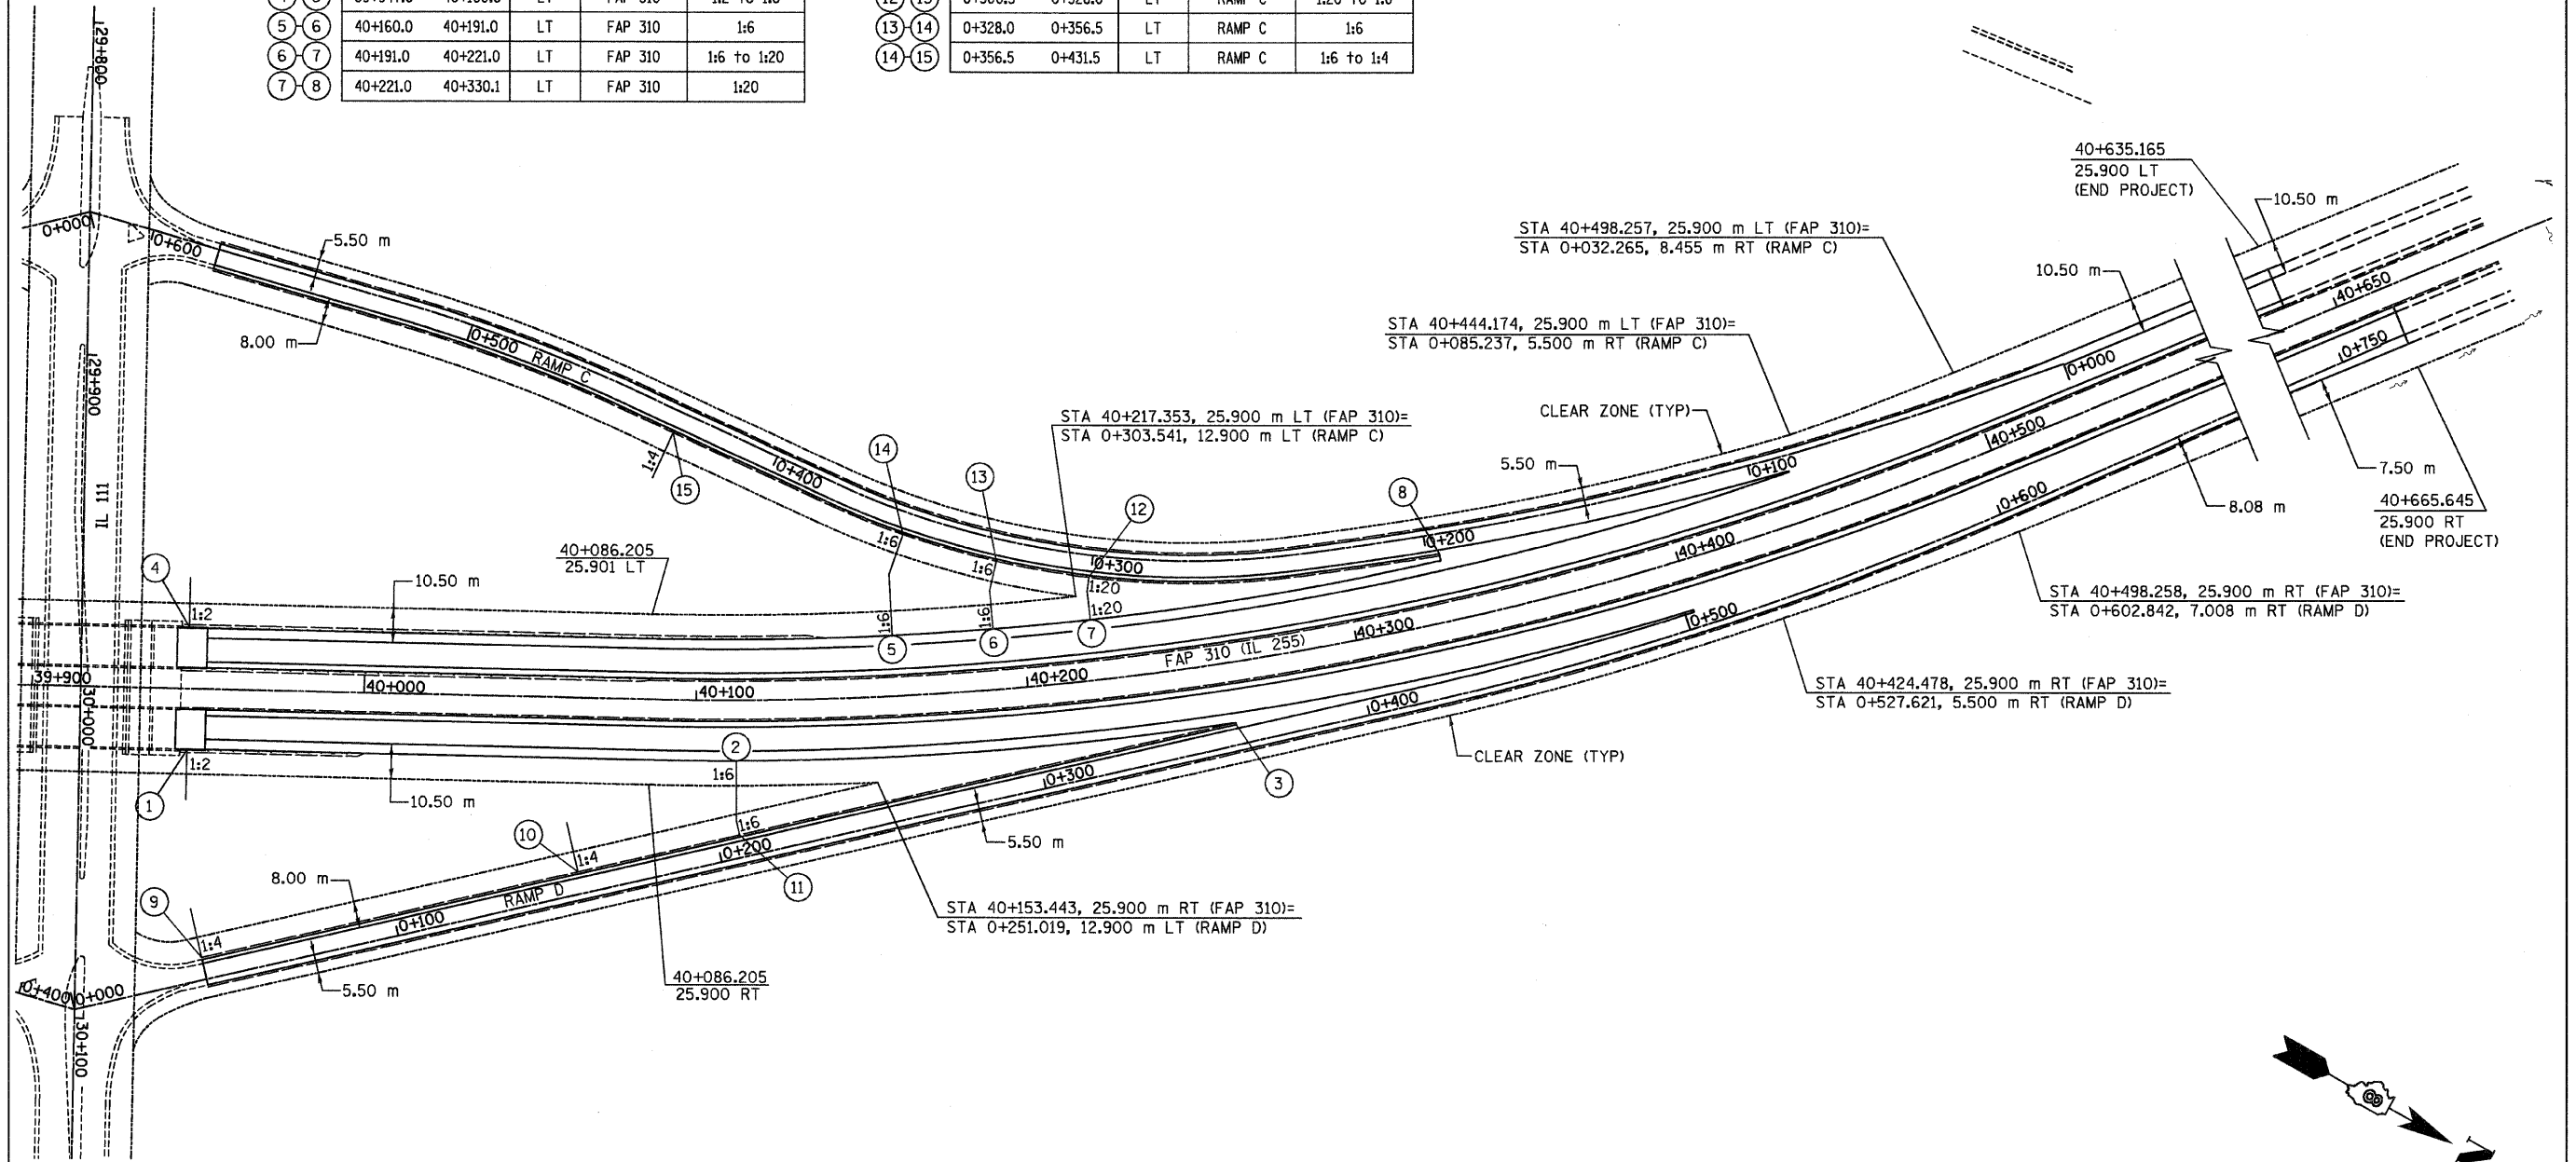 5 6 40+160.0 40+191.0 LT FAP 310 1:6
6 7 40+191.0 40+221.0 LT FAP 310 1:6 to 1:20
7 8 40+221.0 40+330.1 LT FAP 310 1:20
13 14 0+328.0 0+356.5 LT RAMP C 1:6
14 15 0+356.5 0+431.5 LT RAMP C 1:6 to 1:4
29+800
40+635.165
25.900 LT
(END PROJECT)
10.50 m
0+000
0+600
5.50 m
STA 40+498.257, 25.900 m LT (FAP 310)=
STA 0+032.265, 8.455 m RT (RAMP C)
10.50 m
40+650
8.00 m
0+500 RAMP C
STA 40+444.174, 25.900 m LT (FAP 310)=
STA 0+085.237, 5.500 m RT (RAMP C)
0+000
0+750
29+900
IL 111
STA 40+217.353, 25.900 m LT (FAP 310)=
STA 0+303.541, 12.900 m LT (RAMP C)
CLEAR ZONE (TYP)
40+500
14
13
1:4
15
0+400
5.50 m
0+100
7.50 m
8
12
0+600
8.08 m
40+665.645
25.900 RT
(END PROJECT)
40+086.205
25.901 LT
1:6
1:6
0+300
0+200
40+400
4
10.50 m
1:20
1:2
1:6
1:6
1:20
5
6
7
STA 40+498.258, 25.900 m RT (FAP 310)=
STA 0+602.842, 7.008 m RT (RAMP D)
40+300
0+500
FAP 310 (IL 255)
39+900
40+000
40+100
40+200
30+000
0+400
STA 40+424.478, 25.900 m RT (FAP 310)=
STA 0+527.621, 5.500 m RT (RAMP D)
2
1:2
1:6
0+300
3
CLEAR ZONE (TYP)
1
10.50 m
10
1:6
1:4
0+200
5.50 m
8.00 m
11
9
RAMP D
0+100
1:4
STA 40+153.443, 25.900 m RT (FAP 310)=
STA 0+251.019, 12.900 m LT (RAMP D)
0+400
0+000
5.50 m
40+086.205
25.900 RT
30+100